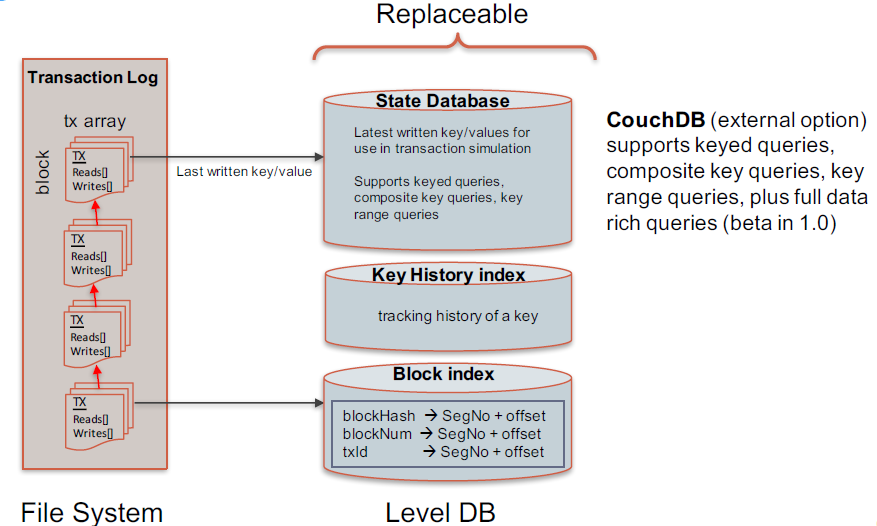 Replaceable
Transaction Log
tx array
block
TX
Reads[]
Writes[]
TX
Reads[]
Writes[]
TX
Reads[]
Writes[]
TX
Reads[]
Writes[]
Last written key/value
State Database
Latest written key/values for
use in transaction simulation
Supports keyed queries,
composite key queries, key
range queries
Key History index
tracking history of a key
Block index
blockHash → SegNo + offset
blockNum → SegNo + offset
txId → SegNo + offset
CouchDB (external option)
supports keyed queries,
composite key queries, key
range queries, plus full data
rich queries (beta in 1.0)
File System
Level DB